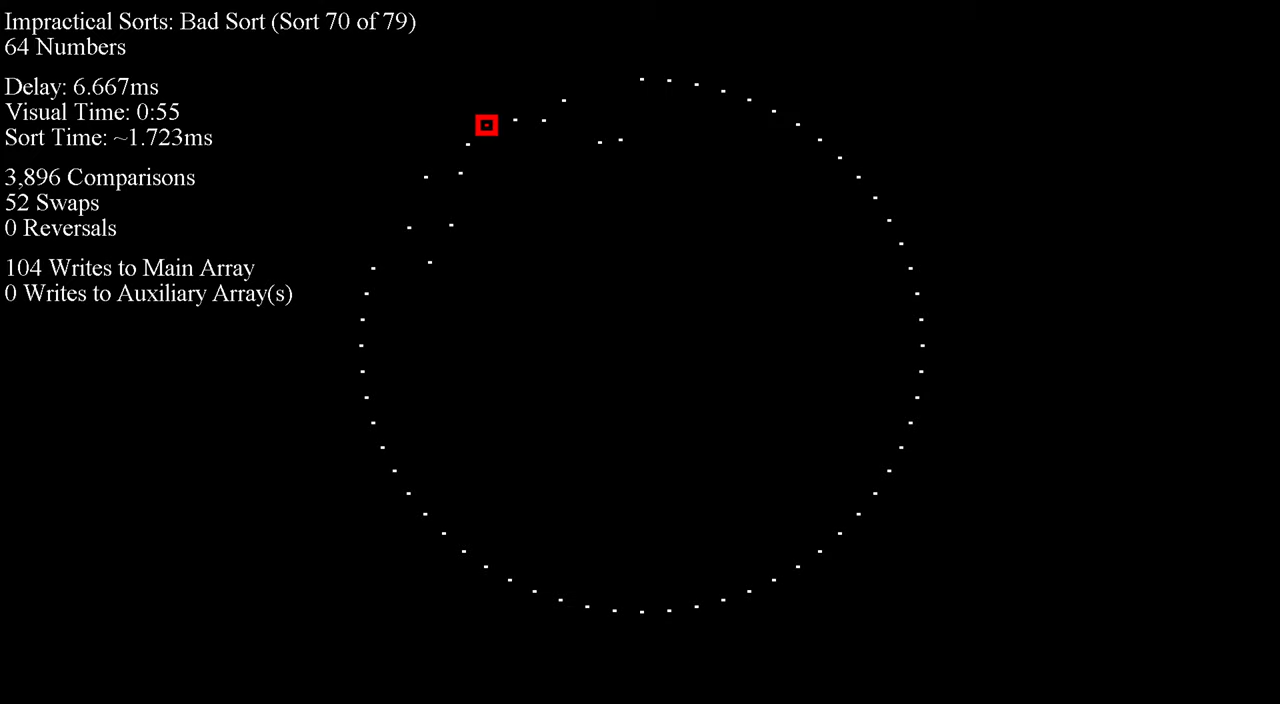 Impractical Sorts: Bad Sort (Sort 70 of 79)
64 Numbers
Delay: 6.667ms
Visual Time: 0:55
Sort Time: ~1.723ms
3,896 Comparisons
52 Swaps
0 Reversals
104 Writes to Main Array
0 Writes to Auxiliary Array(s)